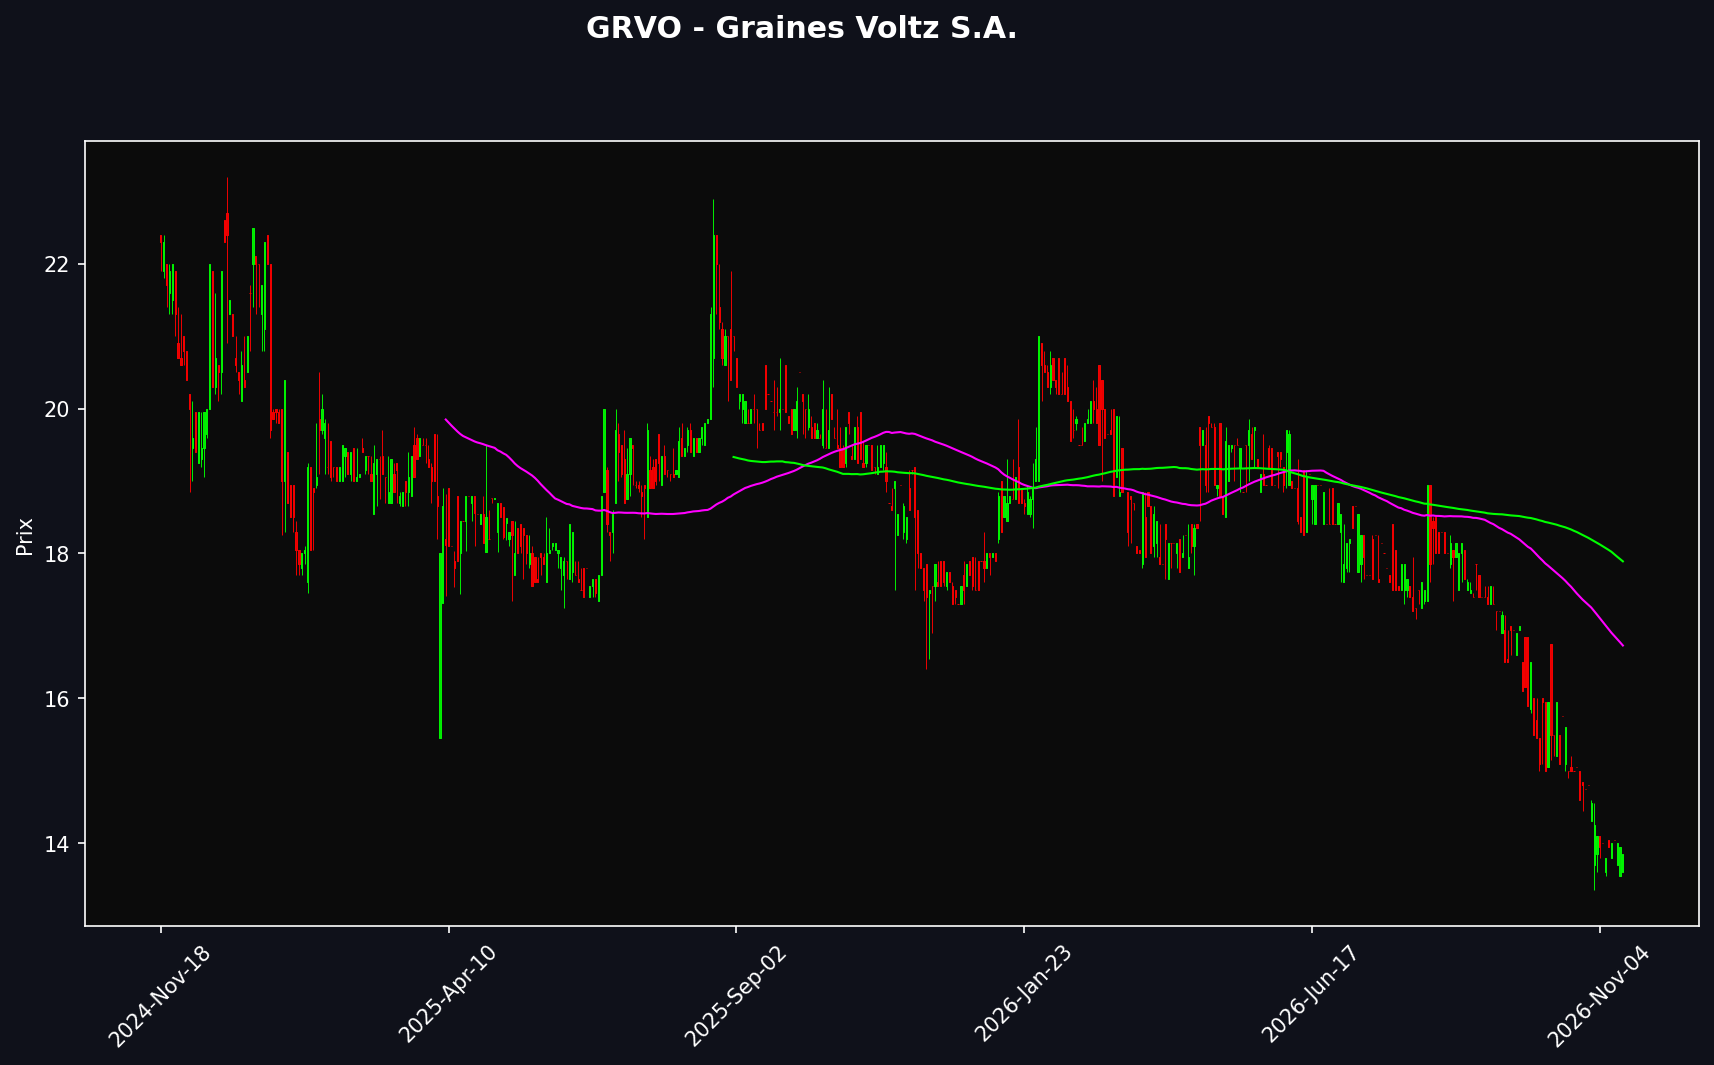 GRVO - Graines Voltz S.A.
Prix
22
20
18
16
14
2024-Nov-18
2025-Apr-10
2025-Sep-02
2026-Jan-23
2026-Jun-17
2026-Nov-04